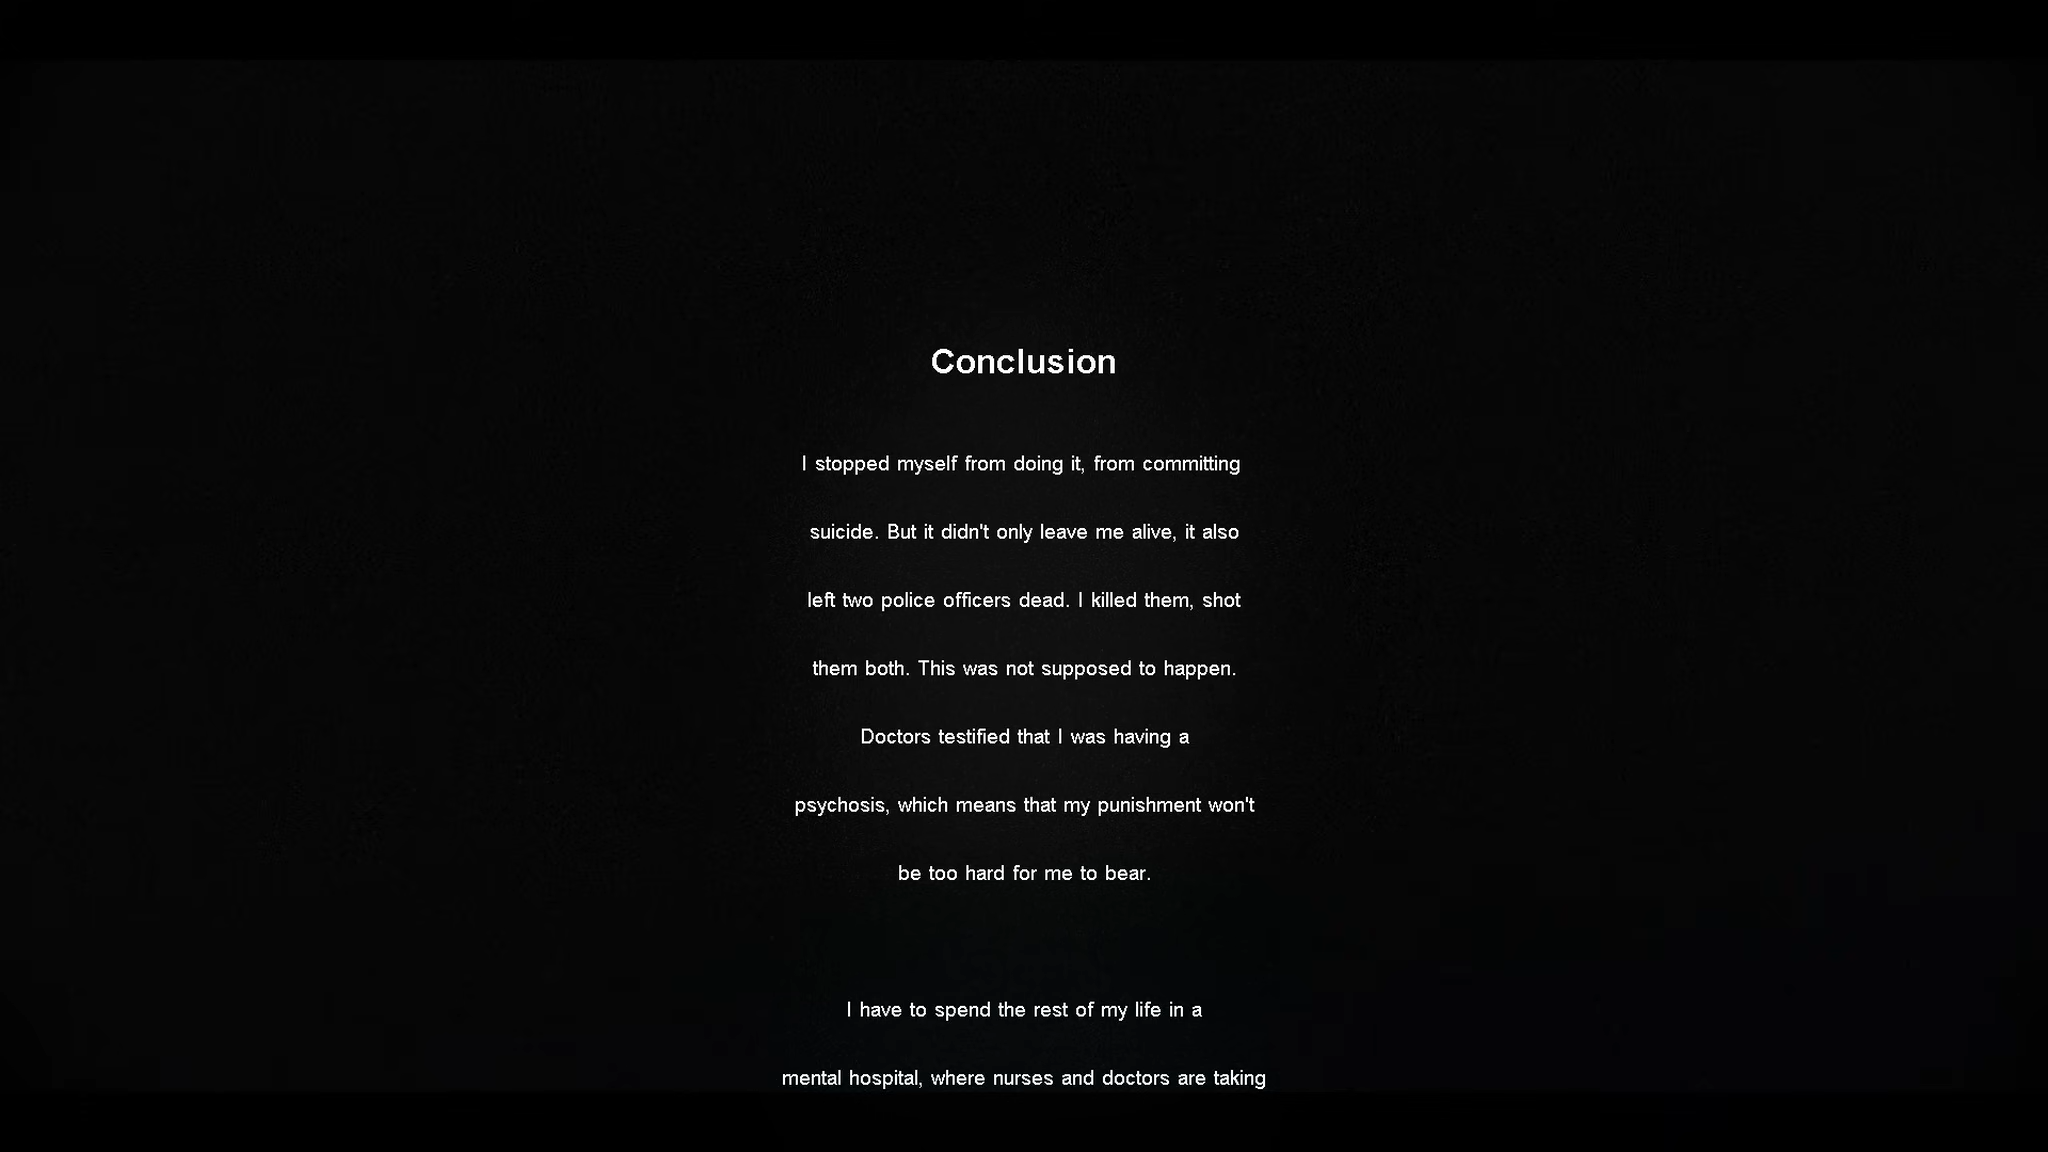 Conclusion
I stopped myself from doing it, from committing
suicide. But it didn't only leave me alive, it also
left two police officers dead. I killed them, shot
them both. This was not supposed to happen.
Doctors testified that I was having a
psychosis, which means that my punishment won't
be too hard for me to bear.
I have to spend the rest of my life in a
mental hospital, where nurses and doctors are taking